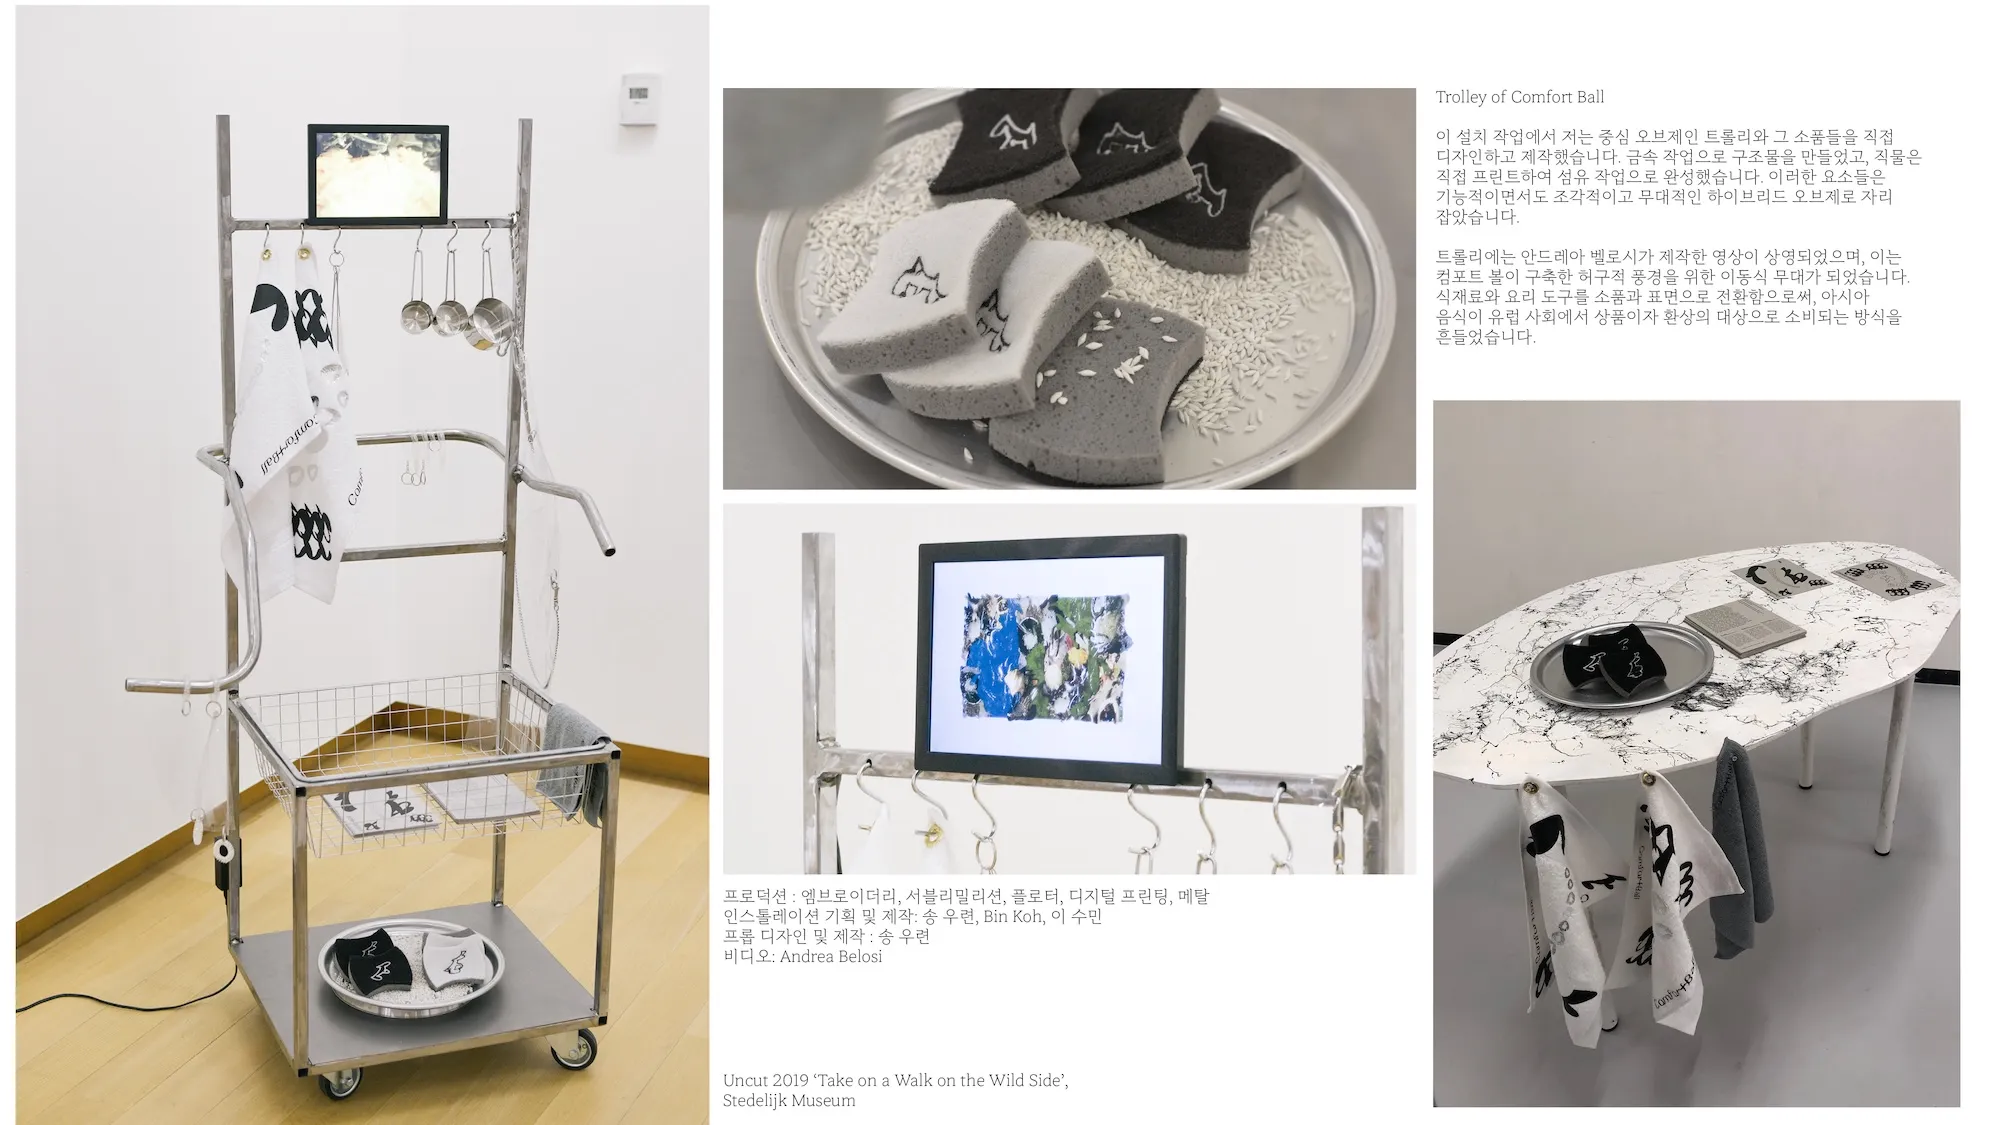 Trolley of Comfort Ball
이 설치 작업에서 저는 중심 오브제인 트롤리와 그 소품들을 직접
디자인하고 제작했습니다. 금속 작업으로 구조물을 만들었고, 직물은
직접 프린트하여 섬유 작업으로 완성했습니다. 이러한 요소들은
기능적이면서도 조각적이고 무대적인 하이브리드 오브제로 자리
잡았습니다.
트롤리에는 안드레아 벨로시가 제작한 영상이 상영되었으며, 이는
컴포트 볼이 구축한 허구적 풍경을 위한 이동식 무대가 되었습니다.
식재료와 요리 도구를 소품과 표면으로 전환함으로써, 아시아
음식이 유럽 사회에서 상품이자 환상의 대상으로 소비되는 방식을
흔들었습니다.
프로덕션 : 엠브로이더리, 서블리밀리션, 플로터, 디지털 프린팅, 메탈
인스톨레이션 기획 및 제작: 송 우련, Bin Koh, 이 수민
프롭 디자인 및 제작 : 송 우련
비디오: Andrea Belosi
Uncut 2019 ‘Take on a Walk on the Wild Side’,
Stedelijk Museum
Comfort Ball
Com
Comfort Ba